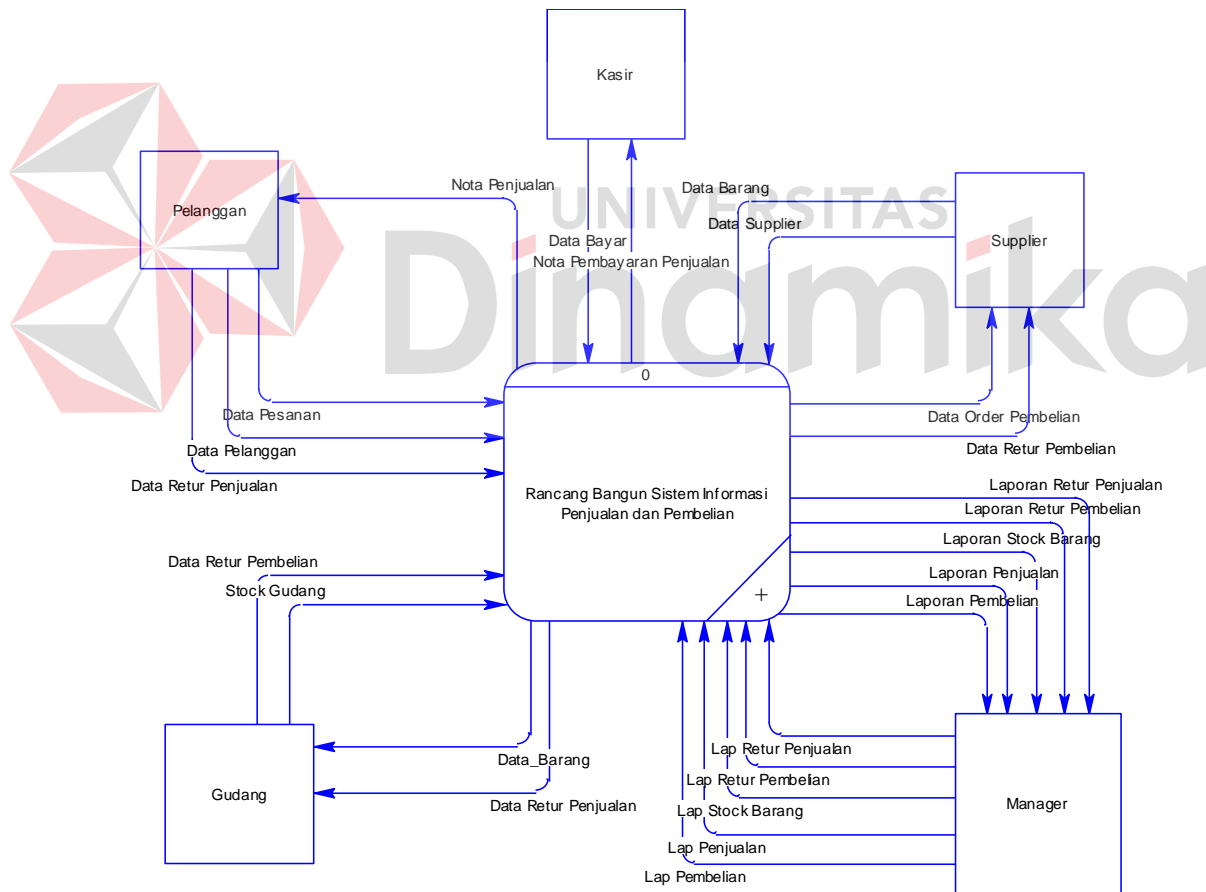 Kasir
Pelanggan
Nota Penjualan
Data Barang
UNIVERSITAS
Data Supplier
Supplier
Data Bayar
Nota Pembayaran Penjualan
Dinamika
0
Data Pesanan
Data Order Pembelian
Data Pelanggan
Data Retur Pembelian
Data Retur Penjualan
Rancang Bangun Sistem Informasi
Penjualan dan Pembelian
Laporan Retur Penjualan
Laporan Retur Pembelian
Laporan Stock Barang
Laporan Penjualan
Laporan Pembelian
+
Data Retur Pembelian
Stock Gudang
Gudang
Data_Barang
Data Retur Penjualan
Lap Retur Penjualan
Lap Retur Pembelian
Lap Stock Barang
Lap Penjualan
Lap Pembelian
Manager